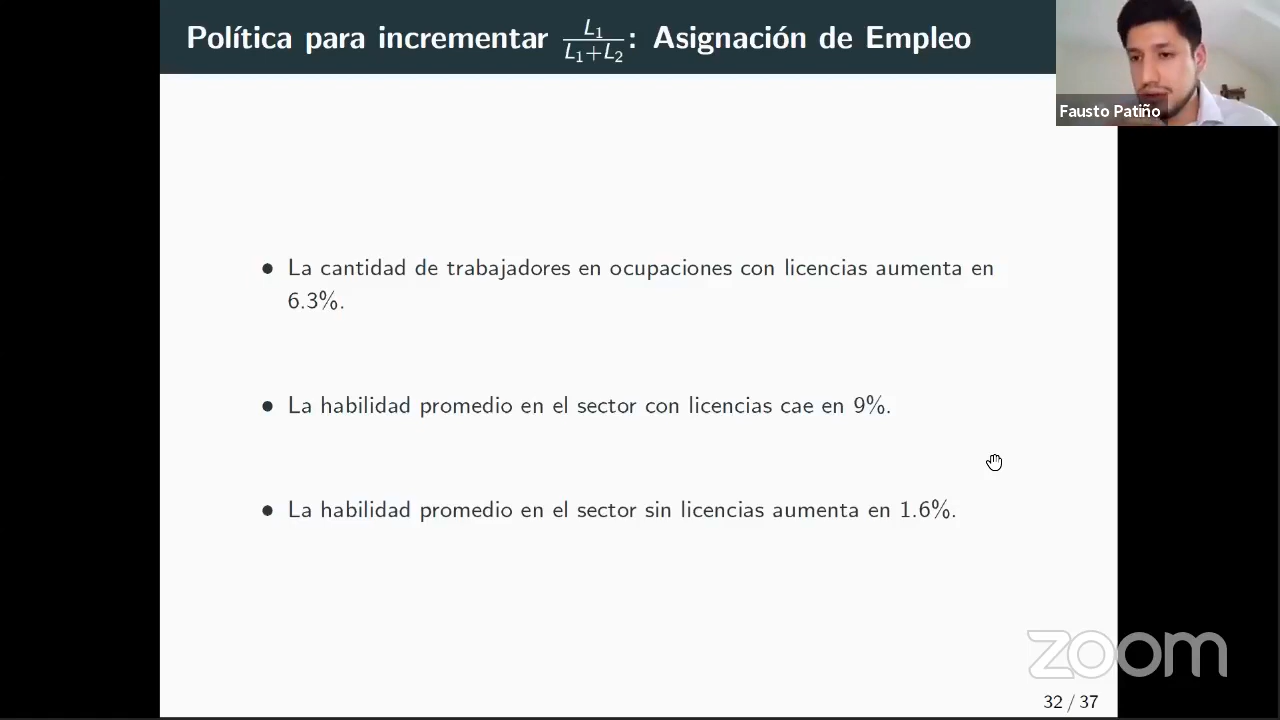 Política para incrementar L₁/(L₁+L₂): Asignación de Empleo
Fausto Patiño
• La cantidad de trabajadores en ocupaciones con licencias aumenta en
6.3%.
• La habilidad promedio en el sector con licencias cae en 9%.
• La habilidad promedio en el sector sin licencias aumenta en 1.6%.
zoom
32 / 37